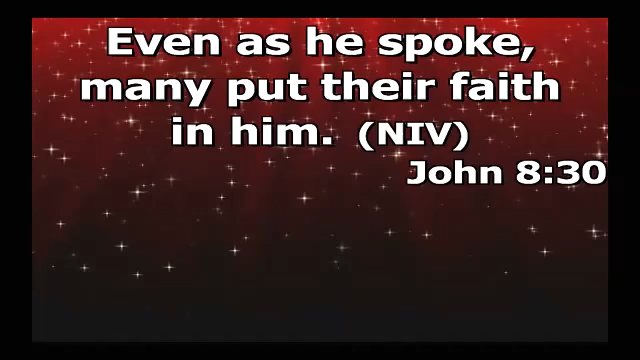 Even as he spoke,
many put their faith
in him. (NIV)
John 8:30